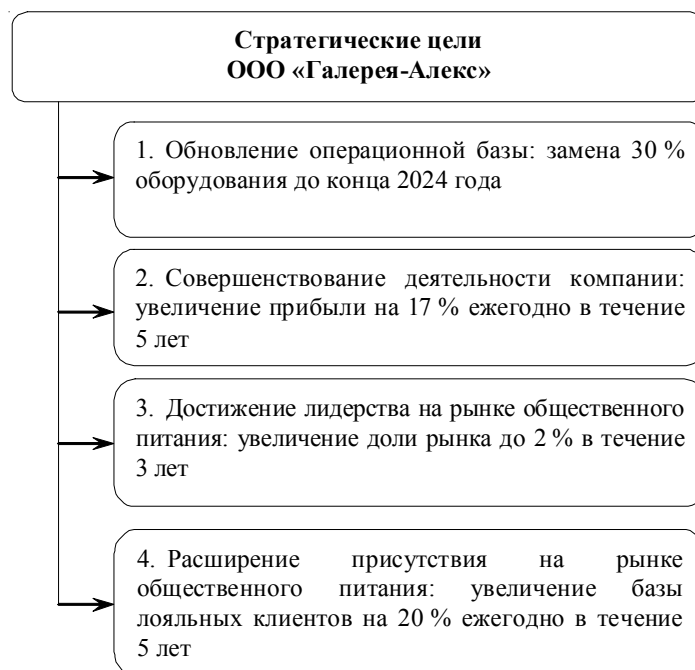 Стратегические цели
ООО «Галерея-Алекс»
1. Обновление операционной базы: замена 30 %
оборудования до конца 2024 года
2. Совершенствование деятельности компании:
увеличение прибыли на 17 % ежегодно в течение
5 лет
3. Достижение лидерства на рынке общественного
питания: увеличение доли рынка до 2 % в течение
3 лет
4. Расширение присутствия на рынке
общественного питания: увеличение базы
лояльных клиентов на 20 % ежегодно в течение
5 лет